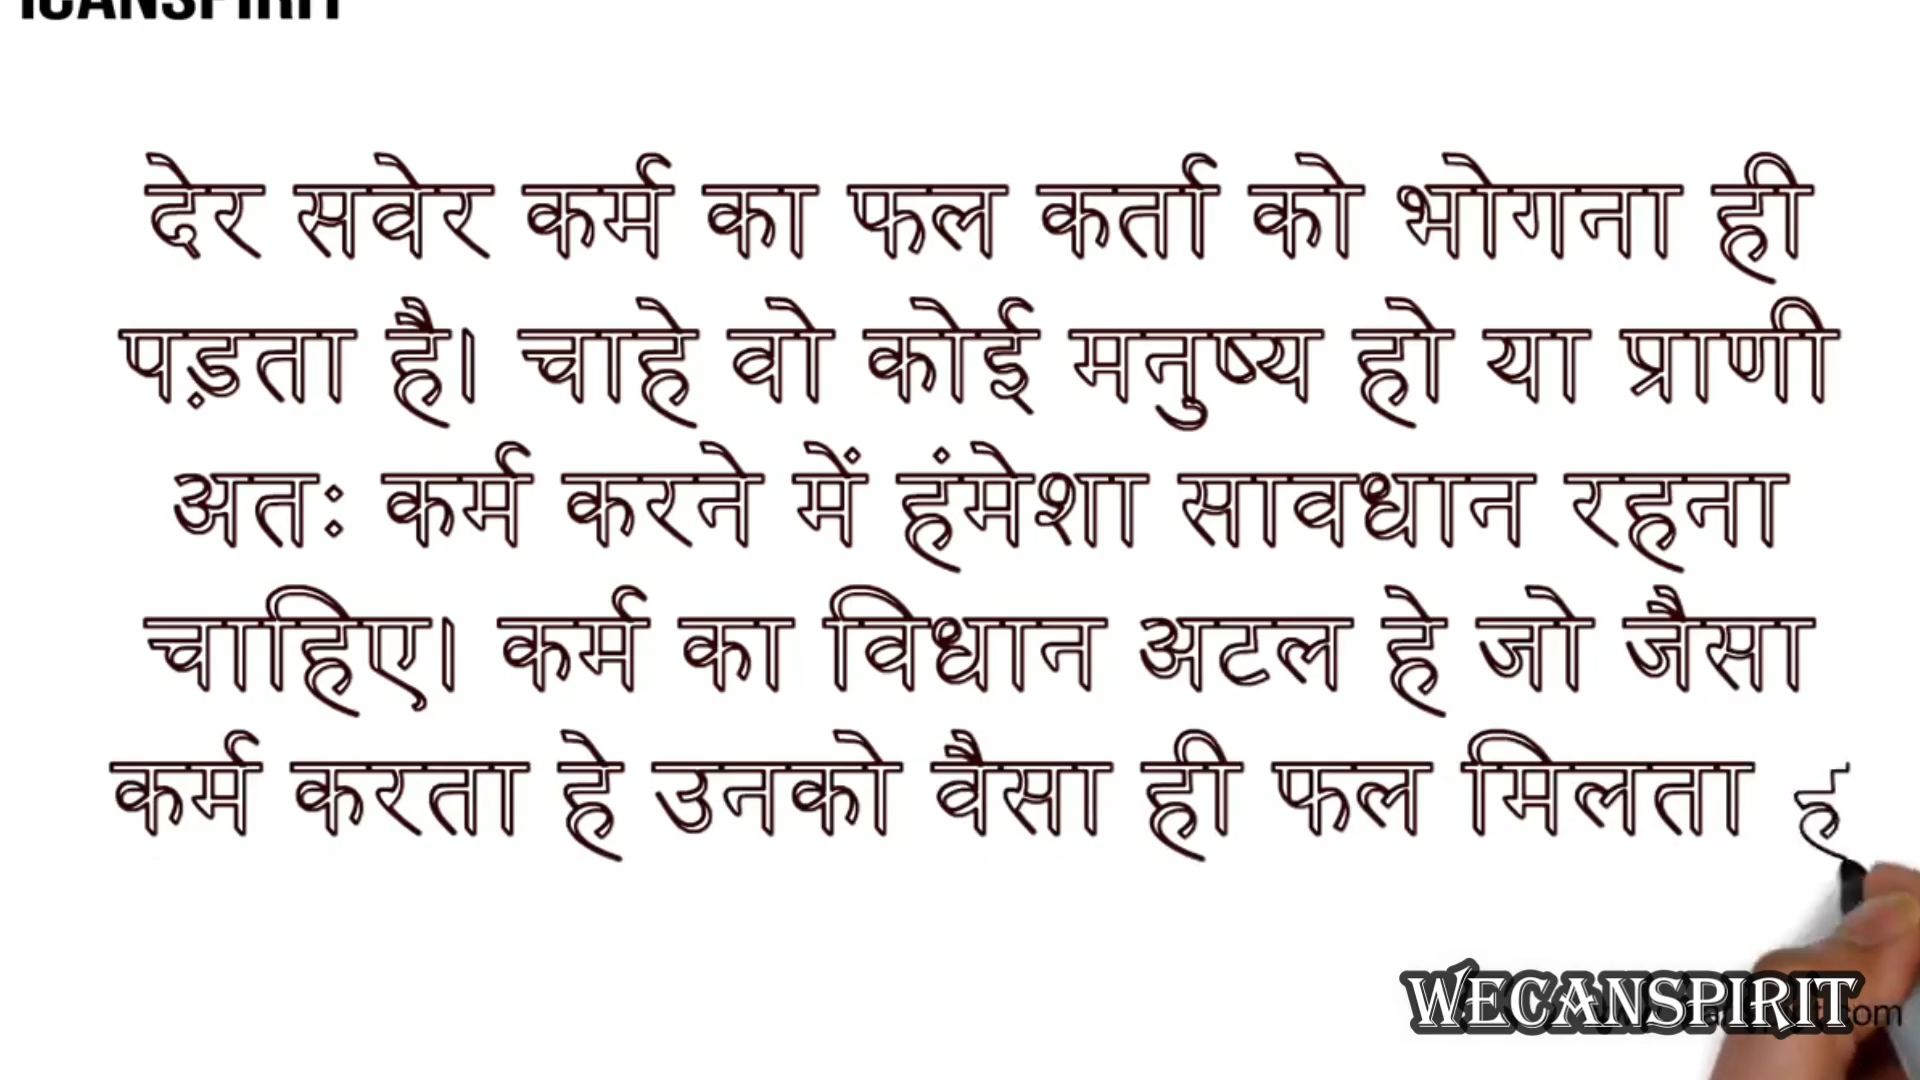 ICANSPIRIT
देर सवेर कर्म का फल कर्ता को भोगना ही
पड़ता है। चाहे वो कोई मनुष्य हो या प्राणी
अतः कर्म करने में हंमेशा सावधान रहना
चाहिए। कर्म का विधान अटल हे जो जैसा
कर्म करता हे उनको वैसा ही फल मिलता ह
WECANSPIRIT